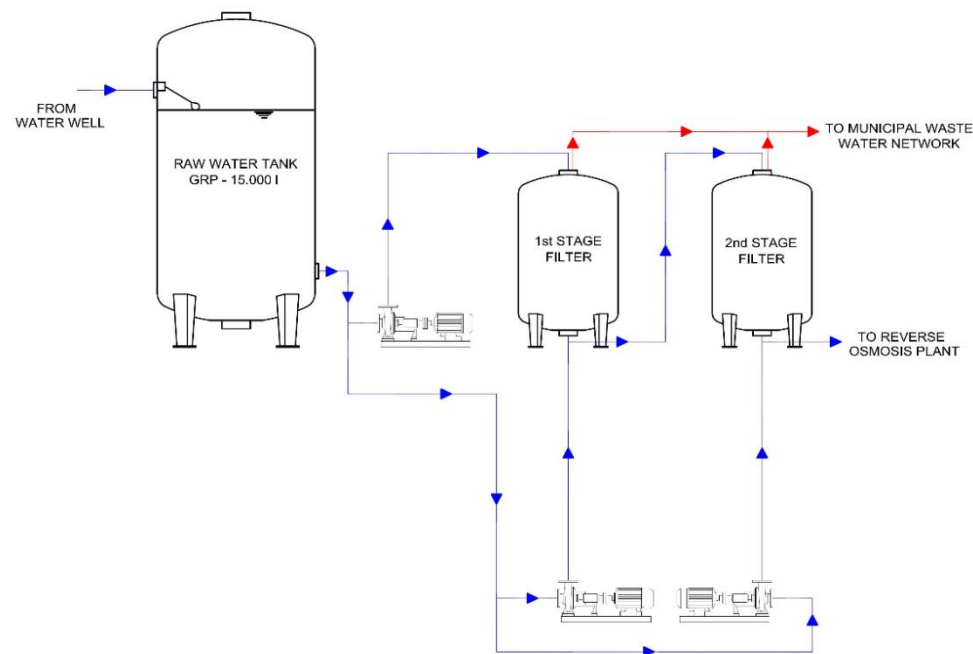 FROM
WATER WELL
RAW WATER TANK
GRP - 15.000 l
1st STAGE
FILTER
2nd STAGE
FILTER
TO MUNICIPAL WASTE
WATER NETWORK
TO REVERSE
OSMOSIS PLANT